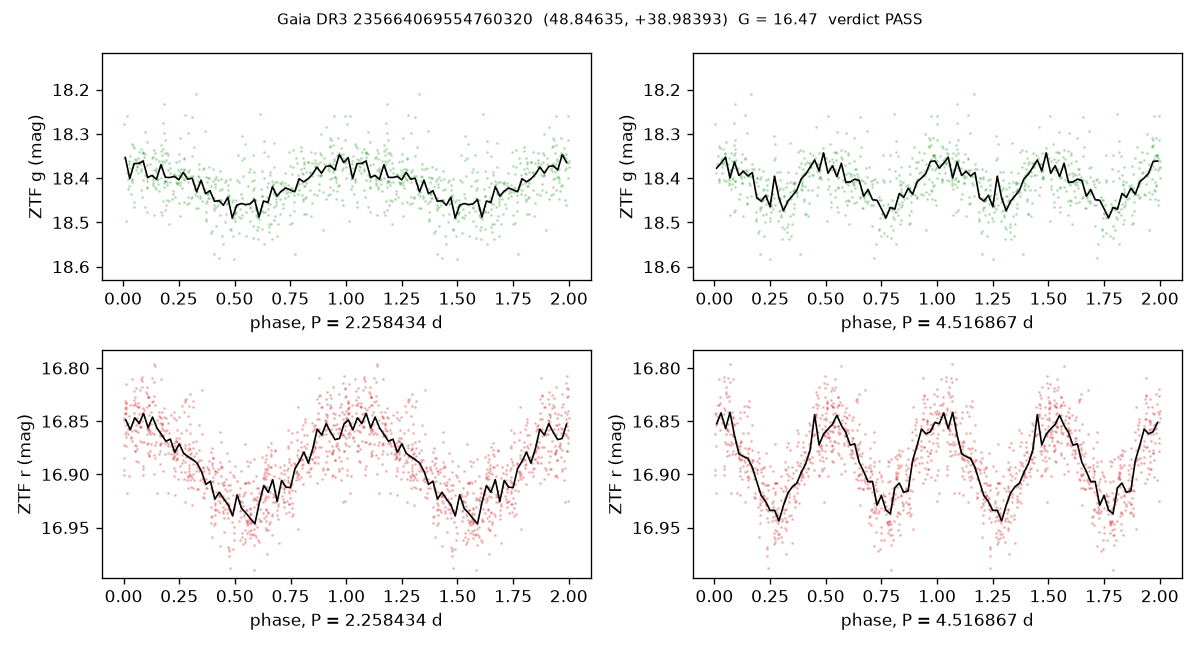 Gaia DR3 235664069554760320 (48.84635, +38.98393) G = 16.47 verdict PASS
ZTF g (mag)
18.2
18.3
18.4
18.5
18.6
0.00 0.25 0.50 0.75 1.00 1.25 1.50 1.75 2.00
phase, P = 2.258434 d
ZTF g (mag)
18.2
18.3
18.4
18.5
18.6
0.00 0.25 0.50 0.75 1.00 1.25 1.50 1.75 2.00
phase, P = 4.516867 d
ZTF r (mag)
16.80
16.85
16.90
16.95
0.00 0.25 0.50 0.75 1.00 1.25 1.50 1.75 2.00
phase, P = 2.258434 d
ZTF r (mag)
16.80
16.85
16.90
16.95
0.00 0.25 0.50 0.75 1.00 1.25 1.50 1.75 2.00
phase, P = 4.516867 d